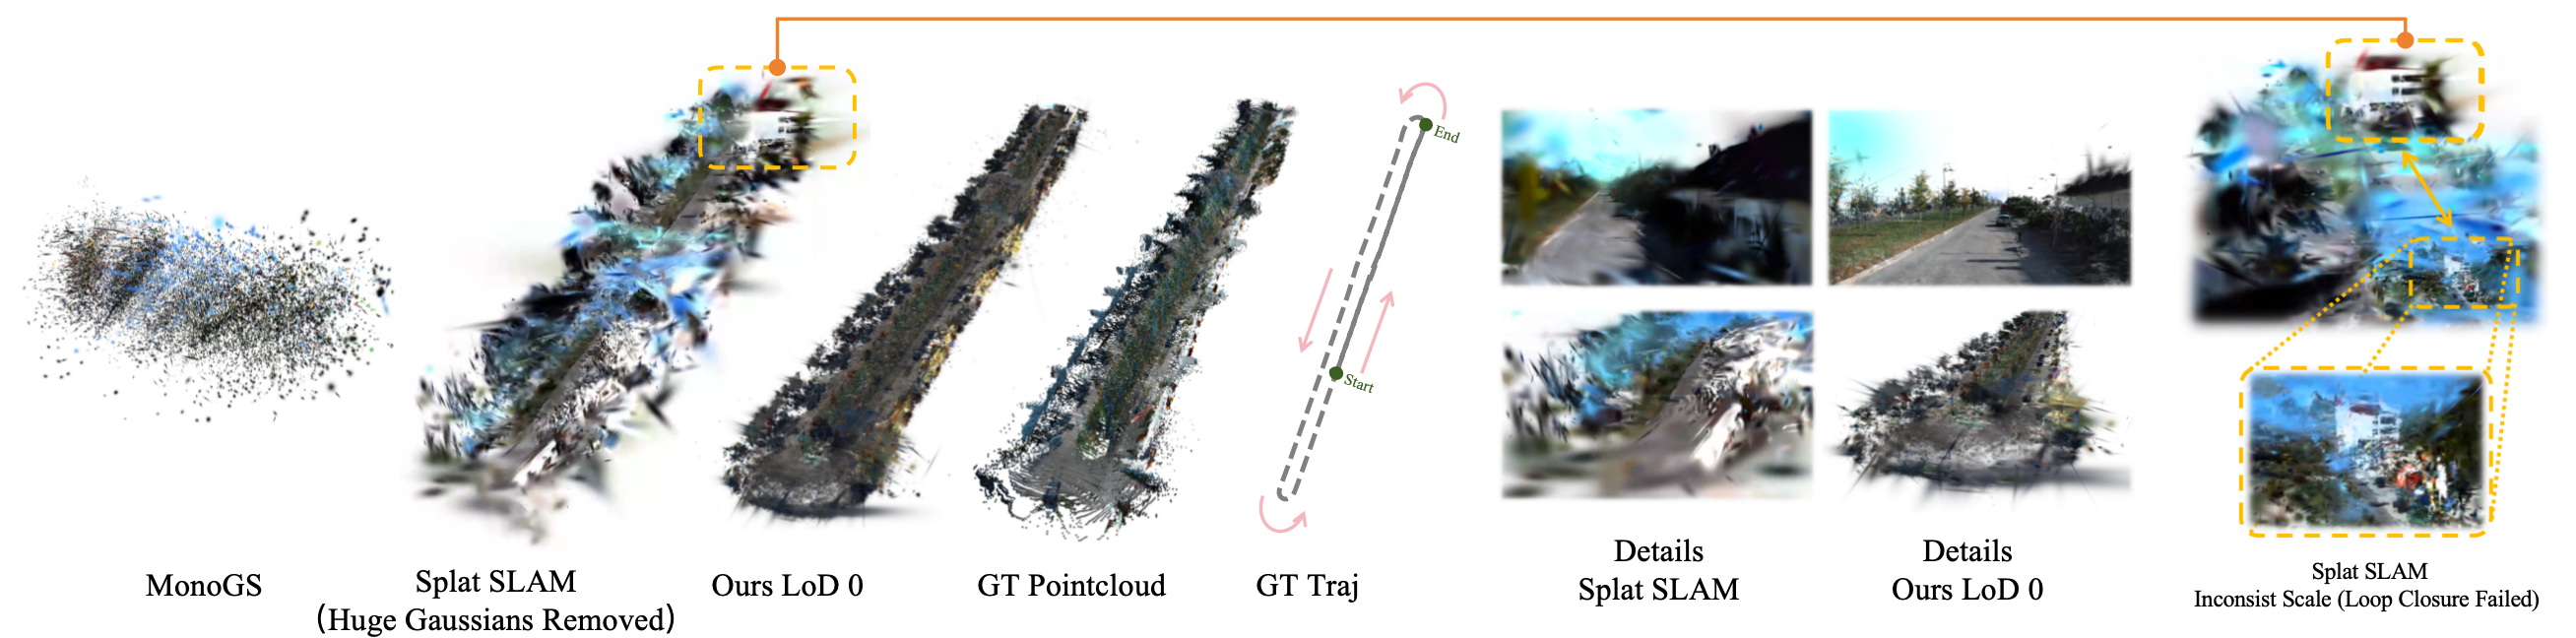 End
Start
MonoGS
Splat SLAM
(Huge Gaussians Removed)
Ours LoD 0
GT Pointcloud
GT Traj
Details
Splat SLAM
Details
Ours LoD 0
Splat SLAM
Inconsist Scale (Loop Closure Failed)